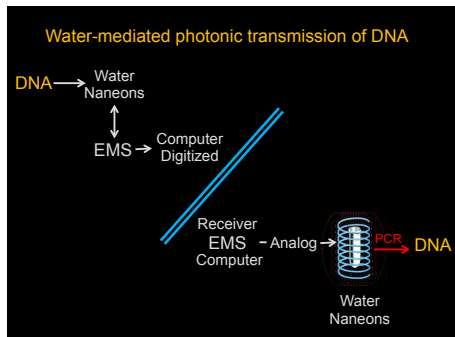 Water-mediated photonic transmission of DNA
DNA
Water
Naneons
EMS
Computer
Digitized
Receiver
EMS
Computer
Analog
PCR
DNA
Water
Naneons